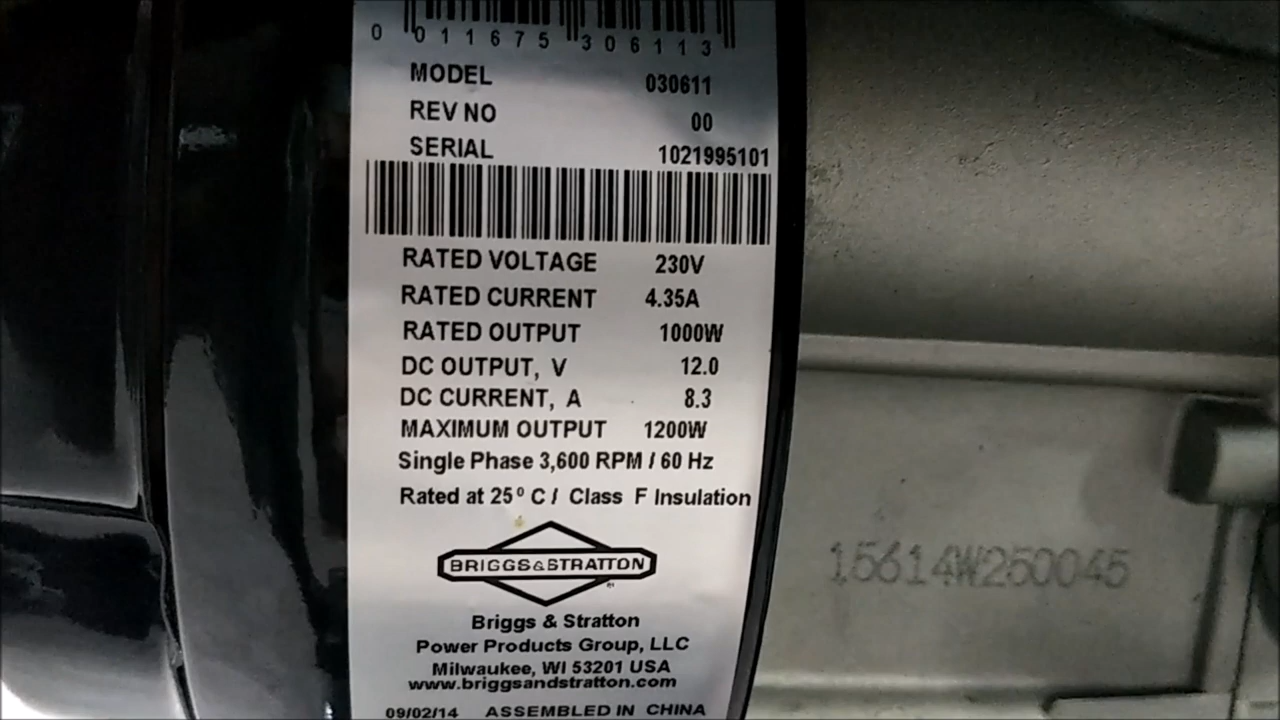 0 011675 306113
MODEL 030611
REV NO 00
SERIAL 1021995101
RATED VOLTAGE 230V
RATED CURRENT 4.35A
RATED OUTPUT 1000W
DC OUTPUT, V 12.0
DC CURRENT, A 8.3
MAXIMUM OUTPUT 1200W
Single Phase 3,600 RPM / 60 Hz
Rated at 25° C / Class F Insulation
BRIGGS&STRATTON
Briggs & Stratton
Power Products Group, LLC
Milwaukee, WI 53201 USA
www.briggsandstratton.com
09/02/14 ASSEMBLED IN CHINA
15614W250045